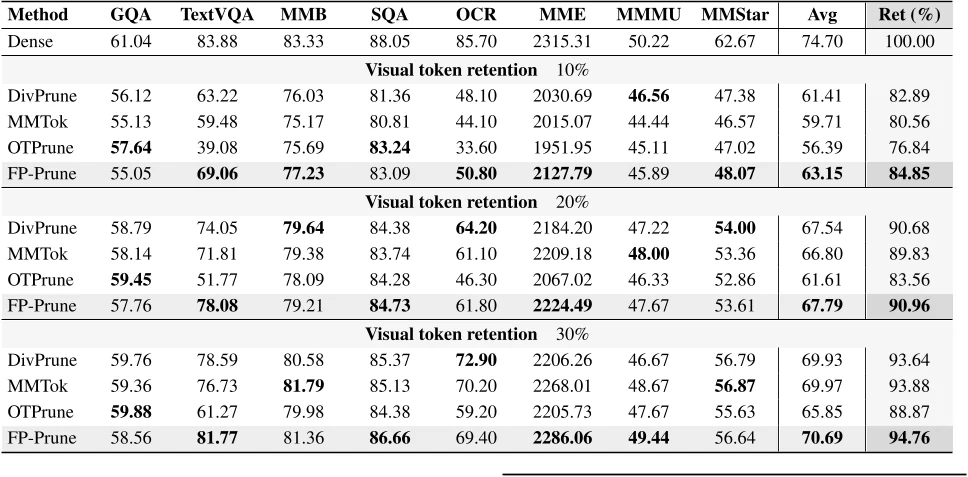 Method GQA TextVQA MMB SQA OCR MME MMMU MMStar Avg Ret (%)
Dense 61.04 83.88 83.33 88.05 85.70 2315.31 50.22 62.67 74.70 100.00
Visual token retention 10%
DivPrune 56.12 63.22 76.03 81.36 48.10 2030.69 46.56 47.38 61.41 82.89
MMTok 55.13 59.48 75.17 80.81 44.10 2015.07 44.44 46.57 59.71 80.56
OTPrune 57.64 39.08 75.69 83.24 33.60 1951.95 45.11 47.02 56.39 76.84
FP-Prune 55.05 69.06 77.23 83.09 50.80 2127.79 45.89 48.07 63.15 84.85
Visual token retention 20%
DivPrune 58.79 74.05 79.64 84.38 64.20 2184.20 47.22 54.00 67.54 90.68
MMTok 58.14 71.81 79.38 83.74 61.10 2209.18 48.00 53.36 66.80 89.83
OTPrune 59.45 51.77 78.09 84.28 46.30 2067.02 46.33 52.86 61.61 83.56
FP-Prune 57.76 78.08 79.21 84.73 61.80 2224.49 47.67 53.61 67.79 90.96
Visual token retention 30%
DivPrune 59.76 78.59 80.58 85.37 72.90 2206.26 46.67 56.79 69.93 93.64
MMTok 59.36 76.73 81.79 85.13 70.20 2268.01 48.67 56.87 69.97 93.88
OTPrune 59.88 61.27 79.98 84.38 59.20 2205.73 47.67 55.63 65.85 88.87
FP-Prune 58.56 81.77 81.36 86.66 69.40 2286.06 49.44 56.64 70.69 94.76